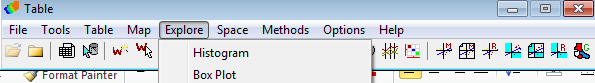 Table
File Tools Table Map Explore Space Methods Options Help
Histogram
Box Plot
Format Painter